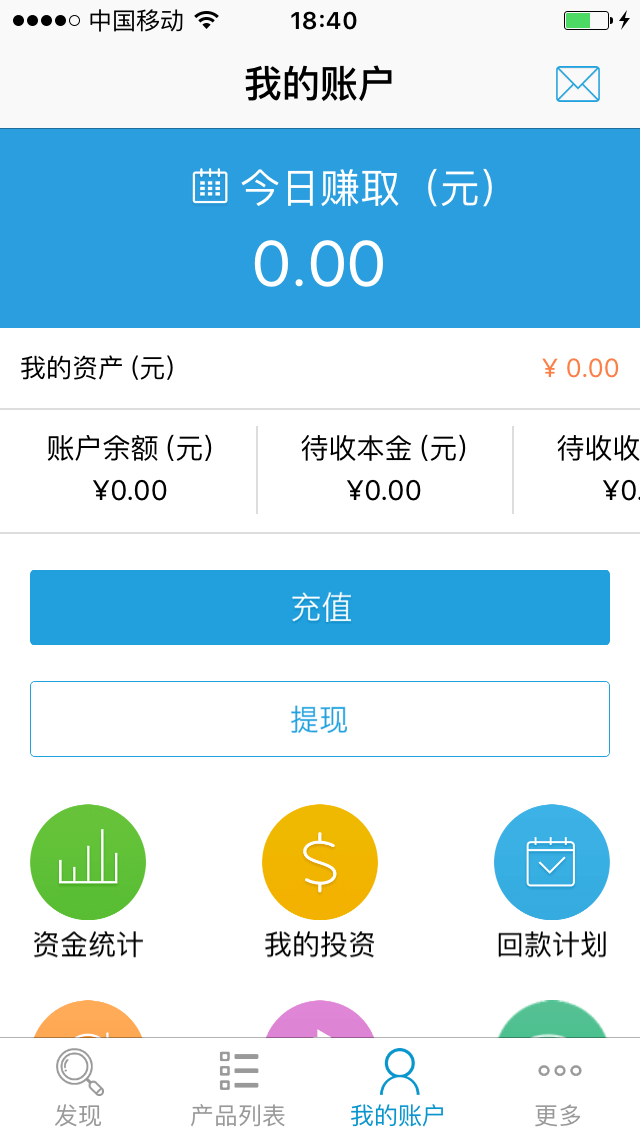 中国移动 18:40
我的账户
今日赚取（元）
0.00
我的资产 (元) ¥ 0.00
账户余额 (元) 待收本金 (元) 待收收
¥0.00 ¥0.00 ¥0.
充值
提现
资金统计 我的投资 回款计划
发现 产品列表 我的账户 更多